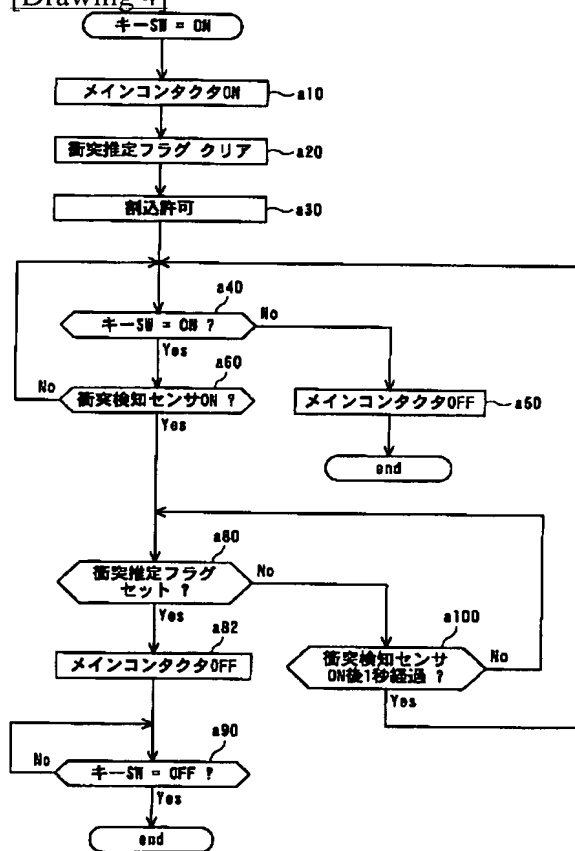 [Drawing 4]
キーSW = ON
メインコンタクタON
a10
衝突推定フラグ クリア
a20
割込許可
a30
a40
キーSW = ON ?
No
Yes
a60
No
衝突検知センサON ?
Yes
メインコンタクタOFF
a50
end
a80
衝突推定フラグ
セット ?
No
Yes
a82
メインコンタクタOFF
a100
衝突検知センサ
ON後1秒経過 ?
No
Yes
a90
No
キーSW = OFF ?
Yes
end